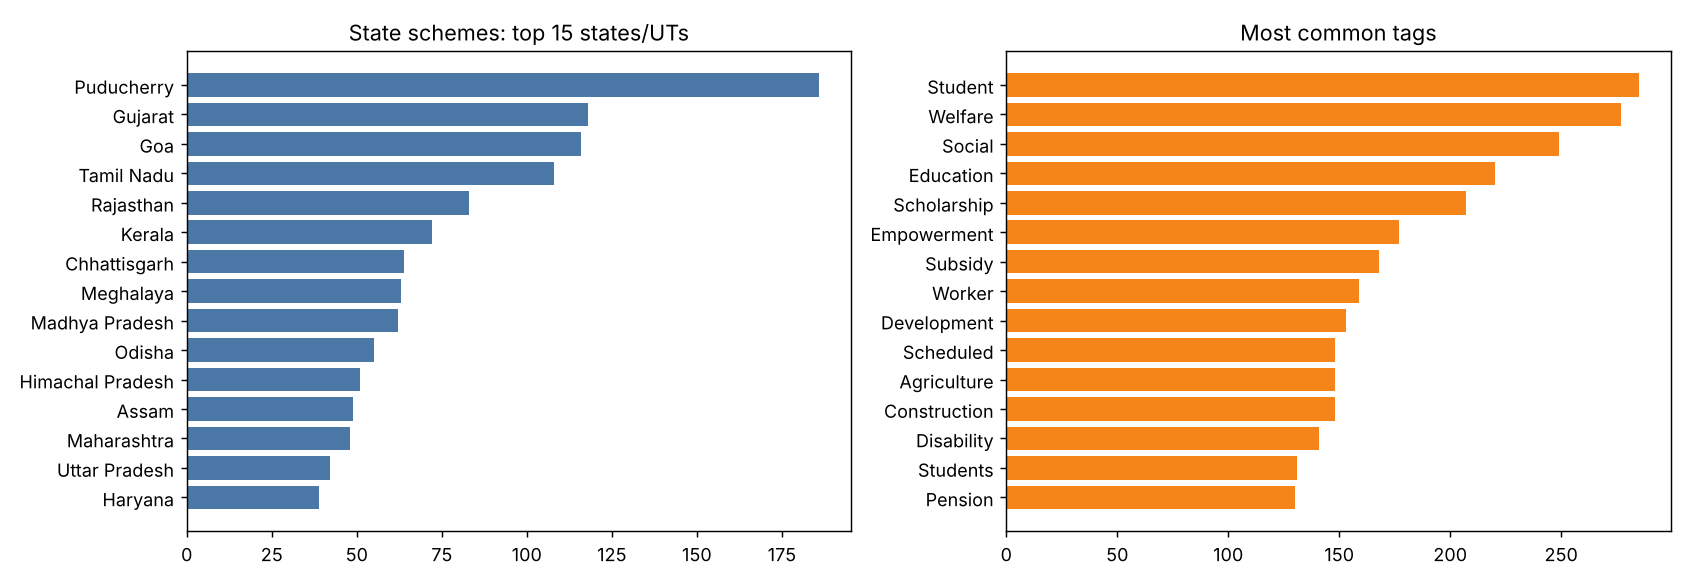 State schemes: top 15 states/UTs
Puducherry
Gujarat
Goa
Tamil Nadu
Rajasthan
Kerala
Chhattisgarh
Meghalaya
Madhya Pradesh
Odisha
Himachal Pradesh
Assam
Maharashtra
Uttar Pradesh
Haryana
0 25 50 75 100 125 150 175
Most common tags
Student
Welfare
Social
Education
Scholarship
Empowerment
Subsidy
Worker
Development
Scheduled
Agriculture
Construction
Disability
Students
Pension
0 50 100 150 200 250